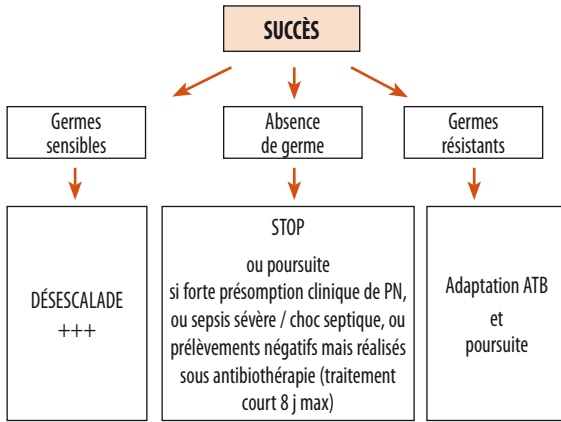 SUCCÈS
Germes
sensibles
Absence
de germe
Germes
résistants
DÉSESCALADE
+++
STOP
ou poursuite
si forte présomption clinique de PN,
ou sepsis sévère / choc septique, ou
prélèvements négatifs mais réalisés
sous antibiothérapie (traitement
court 8 j max)
Adaptation ATB
et
poursuite